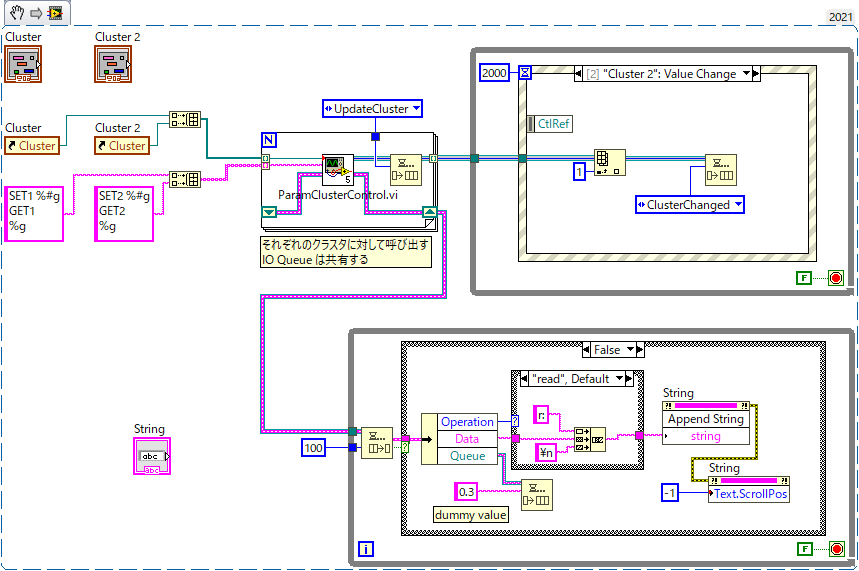 2021
Cluster
Cluster 2
Cluster
Cluster 2
Cluster
Cluster
SET1 %#g
GET1
%g
SET2 %#g
GET2
%g
UpdateCluster
N
ParamClusterControl.vi
5
それぞれのクラスタに対して呼び出す
IO Queue は共有する
2000
[2] "Cluster 2": Value Change
CtlRef
1
ClusterChanged
F
False
"read", Default
String
Append String
string
String
Text.ScrollPos
-1
Operation
Data
Queue
?
r:
¥n
0.3
dummy value
100
?
String
abc
abc
i
F